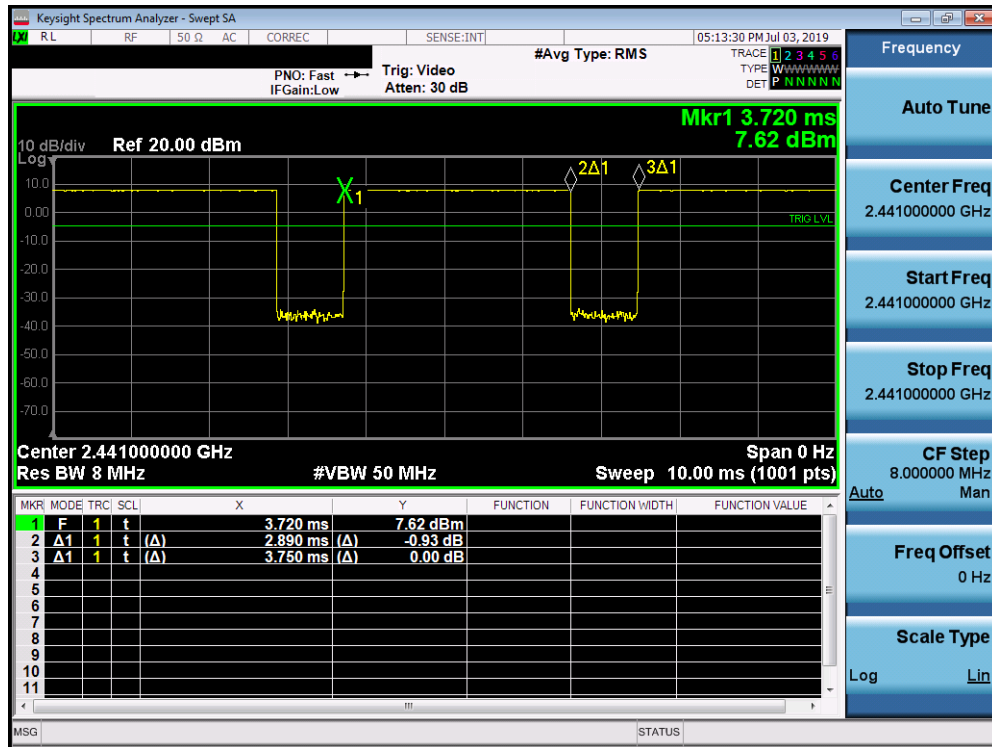 Keysight Spectrum Analyzer - Swept SA
LXI RL RF 50 Ω AC CORREC SENSE:INT 05:13:30 PM Jul 03, 2019
#Avg Type: RMS
TRACE 1 2 3 4 5 6
PNO: Fast Trig: Video TYPE WWWWWW
IFGain:Low Atten: 30 dB DET P N N N N N
Mkr1 3.720 ms
7.62 dBm
10 dB/div Ref 20.00 dBm
Log
2Δ1 3Δ1
10.0
1
0.00
TRIG LVL
-10.0
-20.0
-30.0
-40.0
-50.0
-60.0
-70.0
Center 2.441000000 GHz Span 0 Hz
Res BW 8 MHz #VBW 50 MHz Sweep 10.00 ms (1001 pts)
MKR MODE TRC SCL X Y FUNCTION FUNCTION WIDTH FUNCTION VALUE
1 F 1 t 3.720 ms 7.62 dBm
2 Δ1 1 t (Δ) 2.890 ms (Δ) -0.93 dB
3 Δ1 1 t (Δ) 3.750 ms (Δ) 0.00 dB
4
5
6
7
8
9
10
11
MSG STATUS
Frequency
Auto Tune
Center Freq
2.441000000 GHz
Start Freq
2.441000000 GHz
Stop Freq
2.441000000 GHz
CF Step
8.000000 MHz
Auto Man
Freq Offset
0 Hz
Scale Type
Log Lin